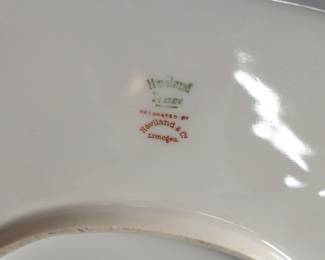 Haviland
France
DECORATED BY
Haviland & Co
Limoges